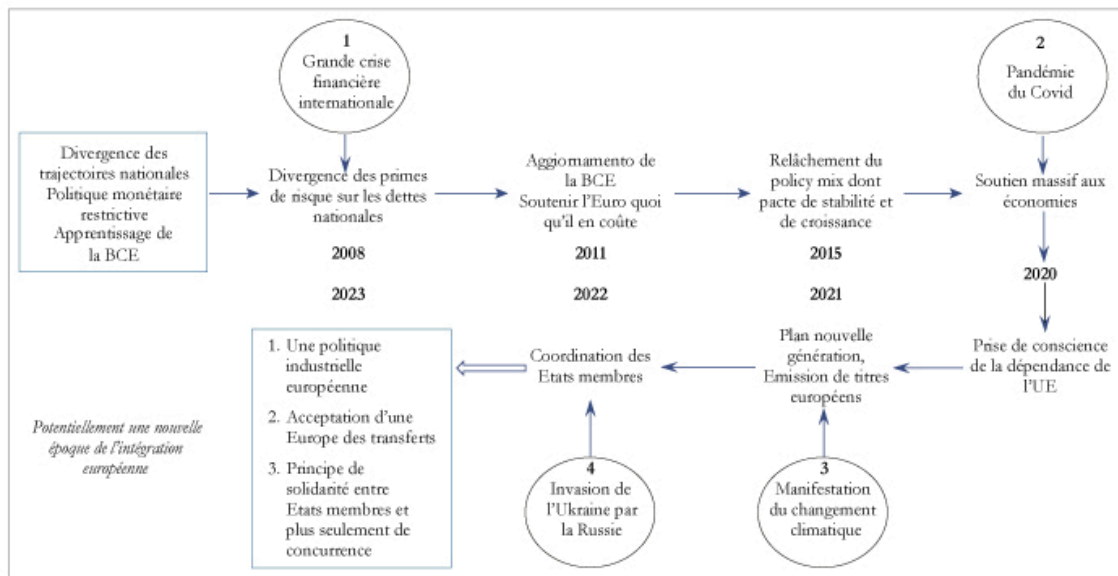 1
Grande crise
financière
internationale
2
Pandémie
du Covid
Divergence des
trajectoires nationales
Politique monétaire
restrictive
Apprentissage de
la BCE
Divergence des primes
de risque sur les dettes
nationales
Aggiornamento de
la BCE
Soutenir l'Euro quoi
qu'il en coûte
Relâchement du
policy mix dont
pacte de stabilité et
de croissance
Soutien massif aux
économies
2008
2011
2015
2020
2023
2022
2021
1. Une politique
industrielle
européenne
2. Acceptation d'une
Europe des transferts
3. Principe de
solidarité entre
Etats membres et
plus seulement de
concurrence
Coordination des
Etats membres
Plan nouvelle
génération,
Emission de titres
européens
Prise de conscience
de la dépendance de
l'UE
Potentiellement une nouvelle
époque de l'intégration
européenne
4
Invasion de
l'Ukraine par
la Russie
3
Manifestation
du changement
climatique